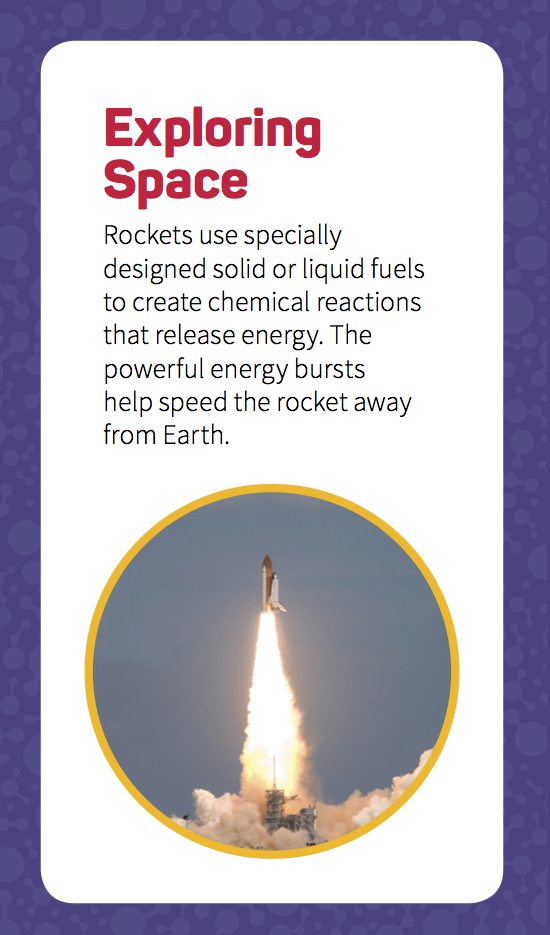 Exploring
Space
Rockets use specially
designed solid or liquid fuels
to create chemical reactions
that release energy. The
powerful energy bursts
help speed the rocket away
from Earth.